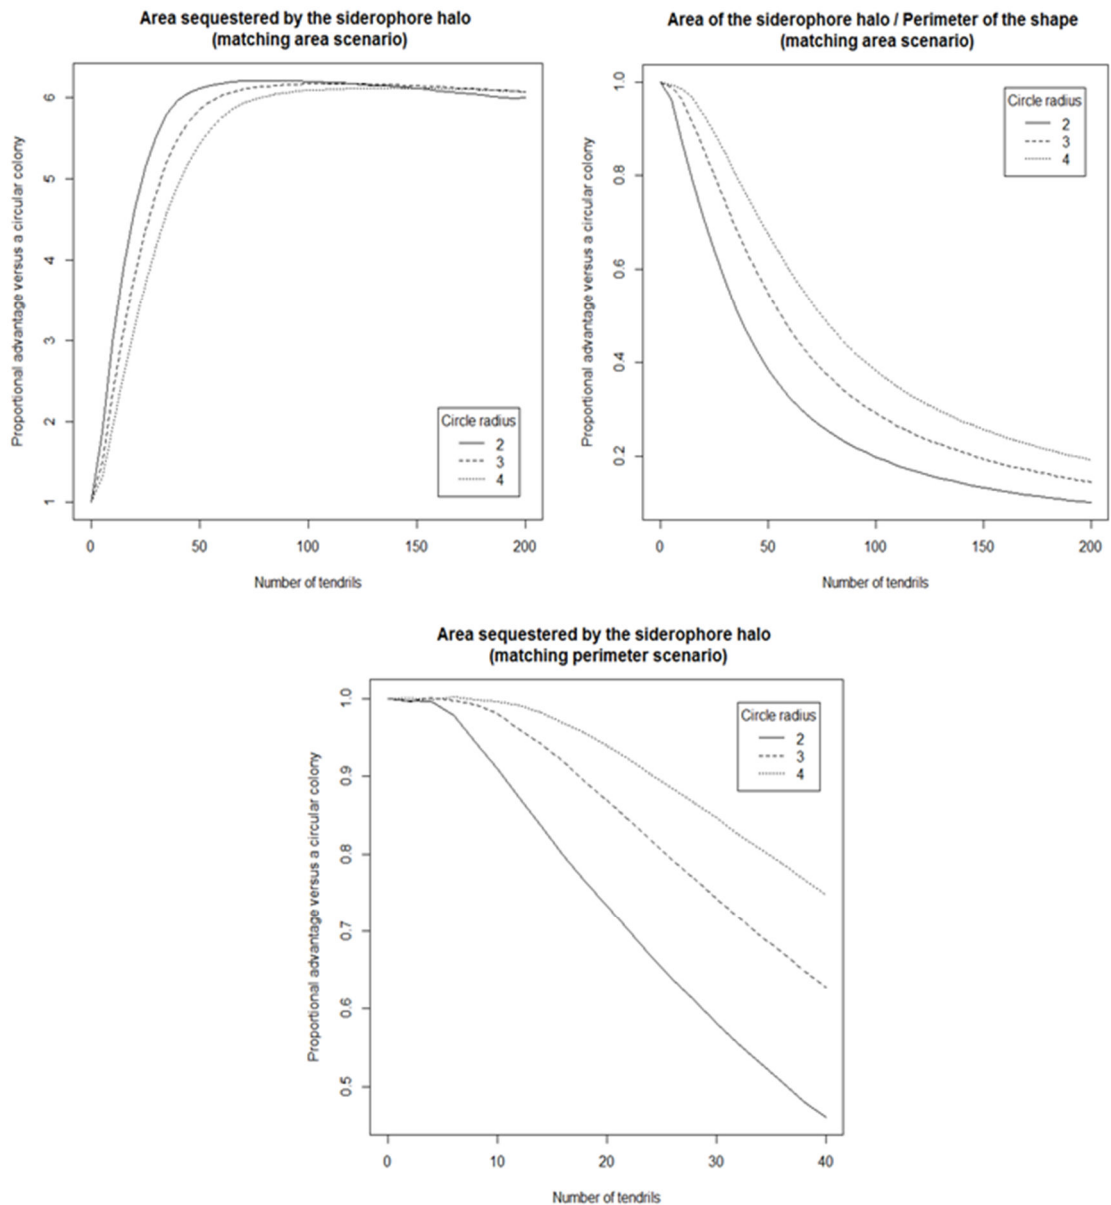 Area sequestered by the siderophore halo
(matching area scenario)
Proportional advantage versus a circular colony
6
5
4
3
2
1
Circle radius
2
3
4
0 50 100 150 200
Number of tendrils
Area of the siderophore halo / Perimeter of the shape
(matching area scenario)
Proportional advantage versus a circular colony
1.0
0.8
0.6
0.4
0.2
Circle radius
2
3
4
0 50 100 150 200
Number of tendrils
Area sequestered by the siderophore halo
(matching perimeter scenario)
Proportional advantage versus a circular colony
1.0
0.9
0.8
0.7
0.6
0.5
Circle radius
2
3
4
0 10 20 30 40
Number of tendrils